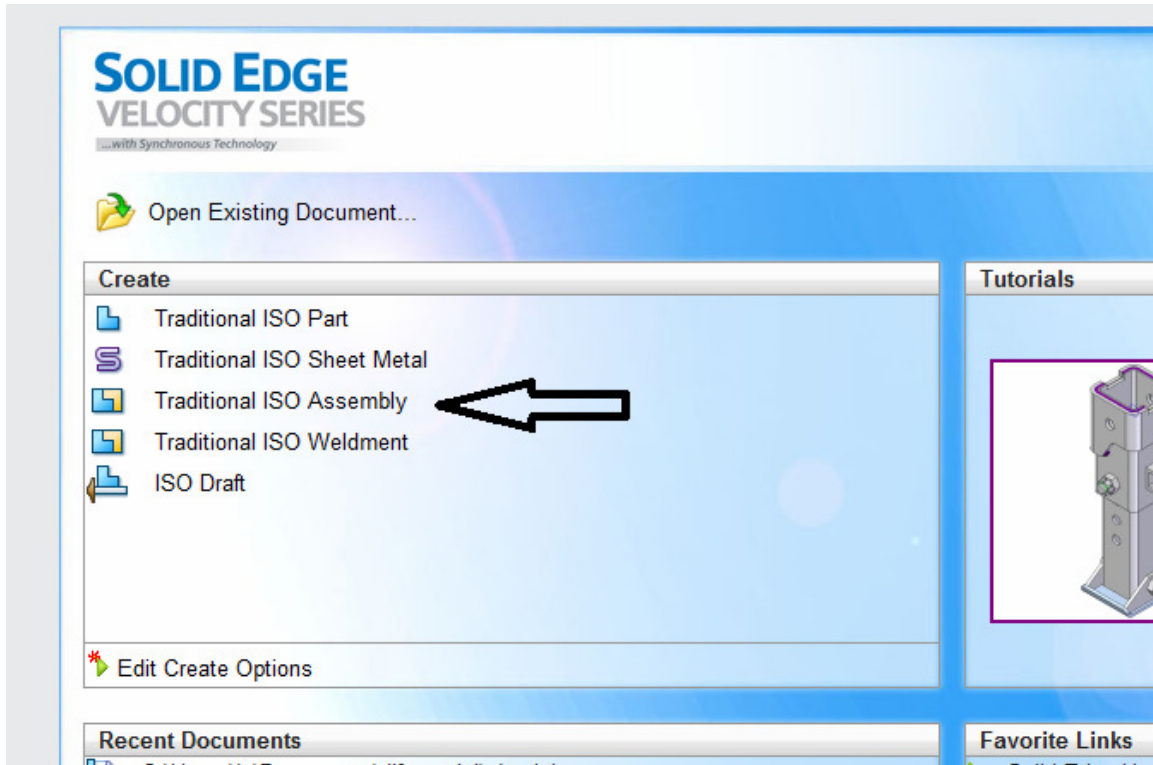 SOLID EDGE
VELOCITY SERIES
...with Synchronous Technology
Open Existing Document...
Create
Traditional ISO Part
Traditional ISO Sheet Metal
Traditional ISO Assembly
Traditional ISO Weldment
ISO Draft
Edit Create Options
Tutorials
Recent Documents
Favorite Links